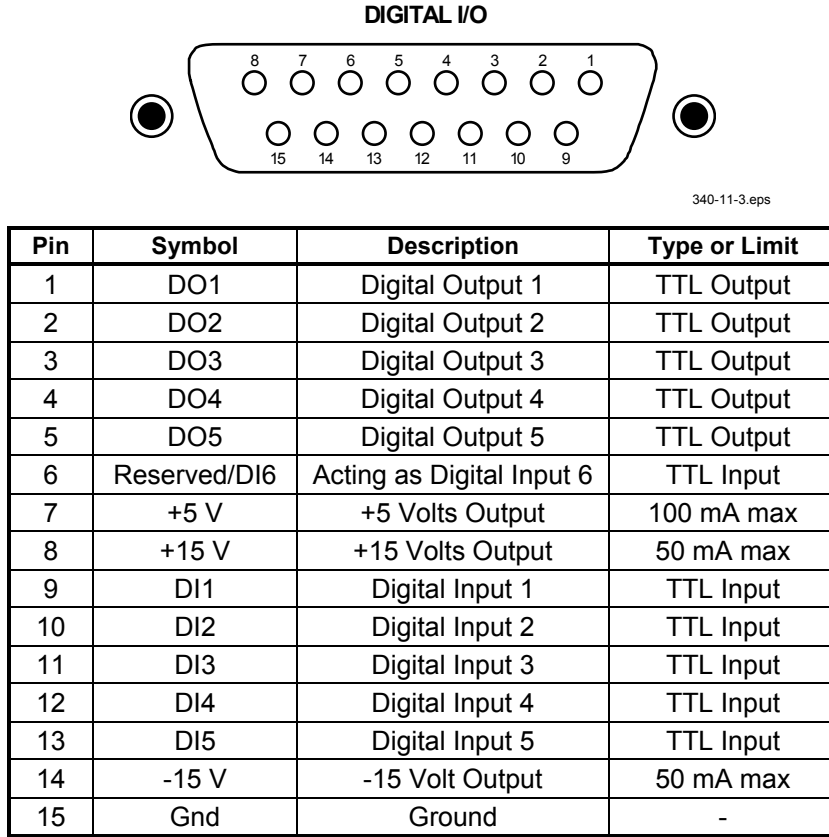 DIGITAL I/O
8 7 6 5 4 3 2 1
15 14 13 12 11 10 9
340-11-3.eps
Pin Symbol Description Type or Limit
1 DO1 Digital Output 1 TTL Output
2 DO2 Digital Output 2 TTL Output
3 DO3 Digital Output 3 TTL Output
4 DO4 Digital Output 4 TTL Output
5 DO5 Digital Output 5 TTL Output
6 Reserved/DI6 Acting as Digital Input 6 TTL Input
7 +5 V +5 Volts Output 100 mA max
8 +15 V +15 Volts Output 50 mA max
9 DI1 Digital Input 1 TTL Input
10 DI2 Digital Input 2 TTL Input
11 DI3 Digital Input 3 TTL Input
12 DI4 Digital Input 4 TTL Input
13 DI5 Digital Input 5 TTL Input
14 -15 V -15 Volt Output 50 mA max
15 Gnd Ground -